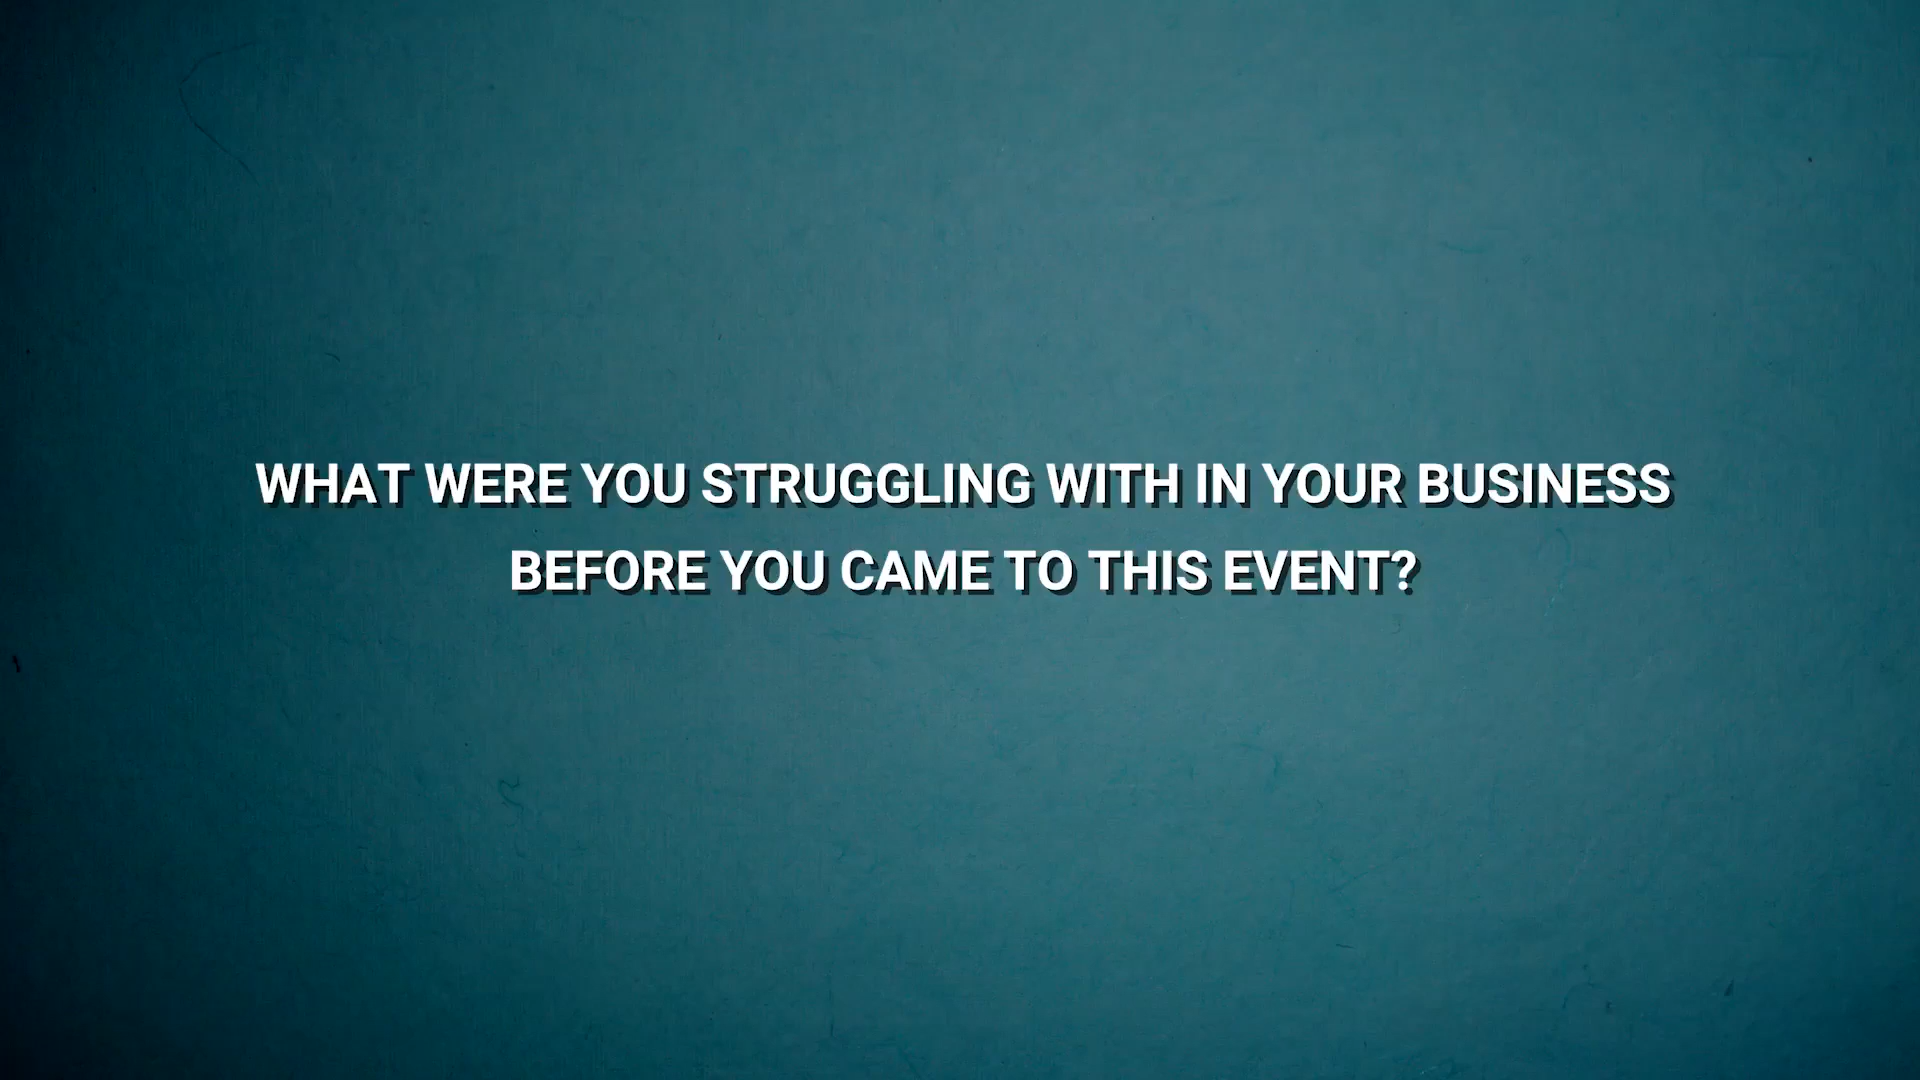 WHAT WERE YOU STRUGGLING WITH IN YOUR BUSINESS
BEFORE YOU CAME TO THIS EVENT?